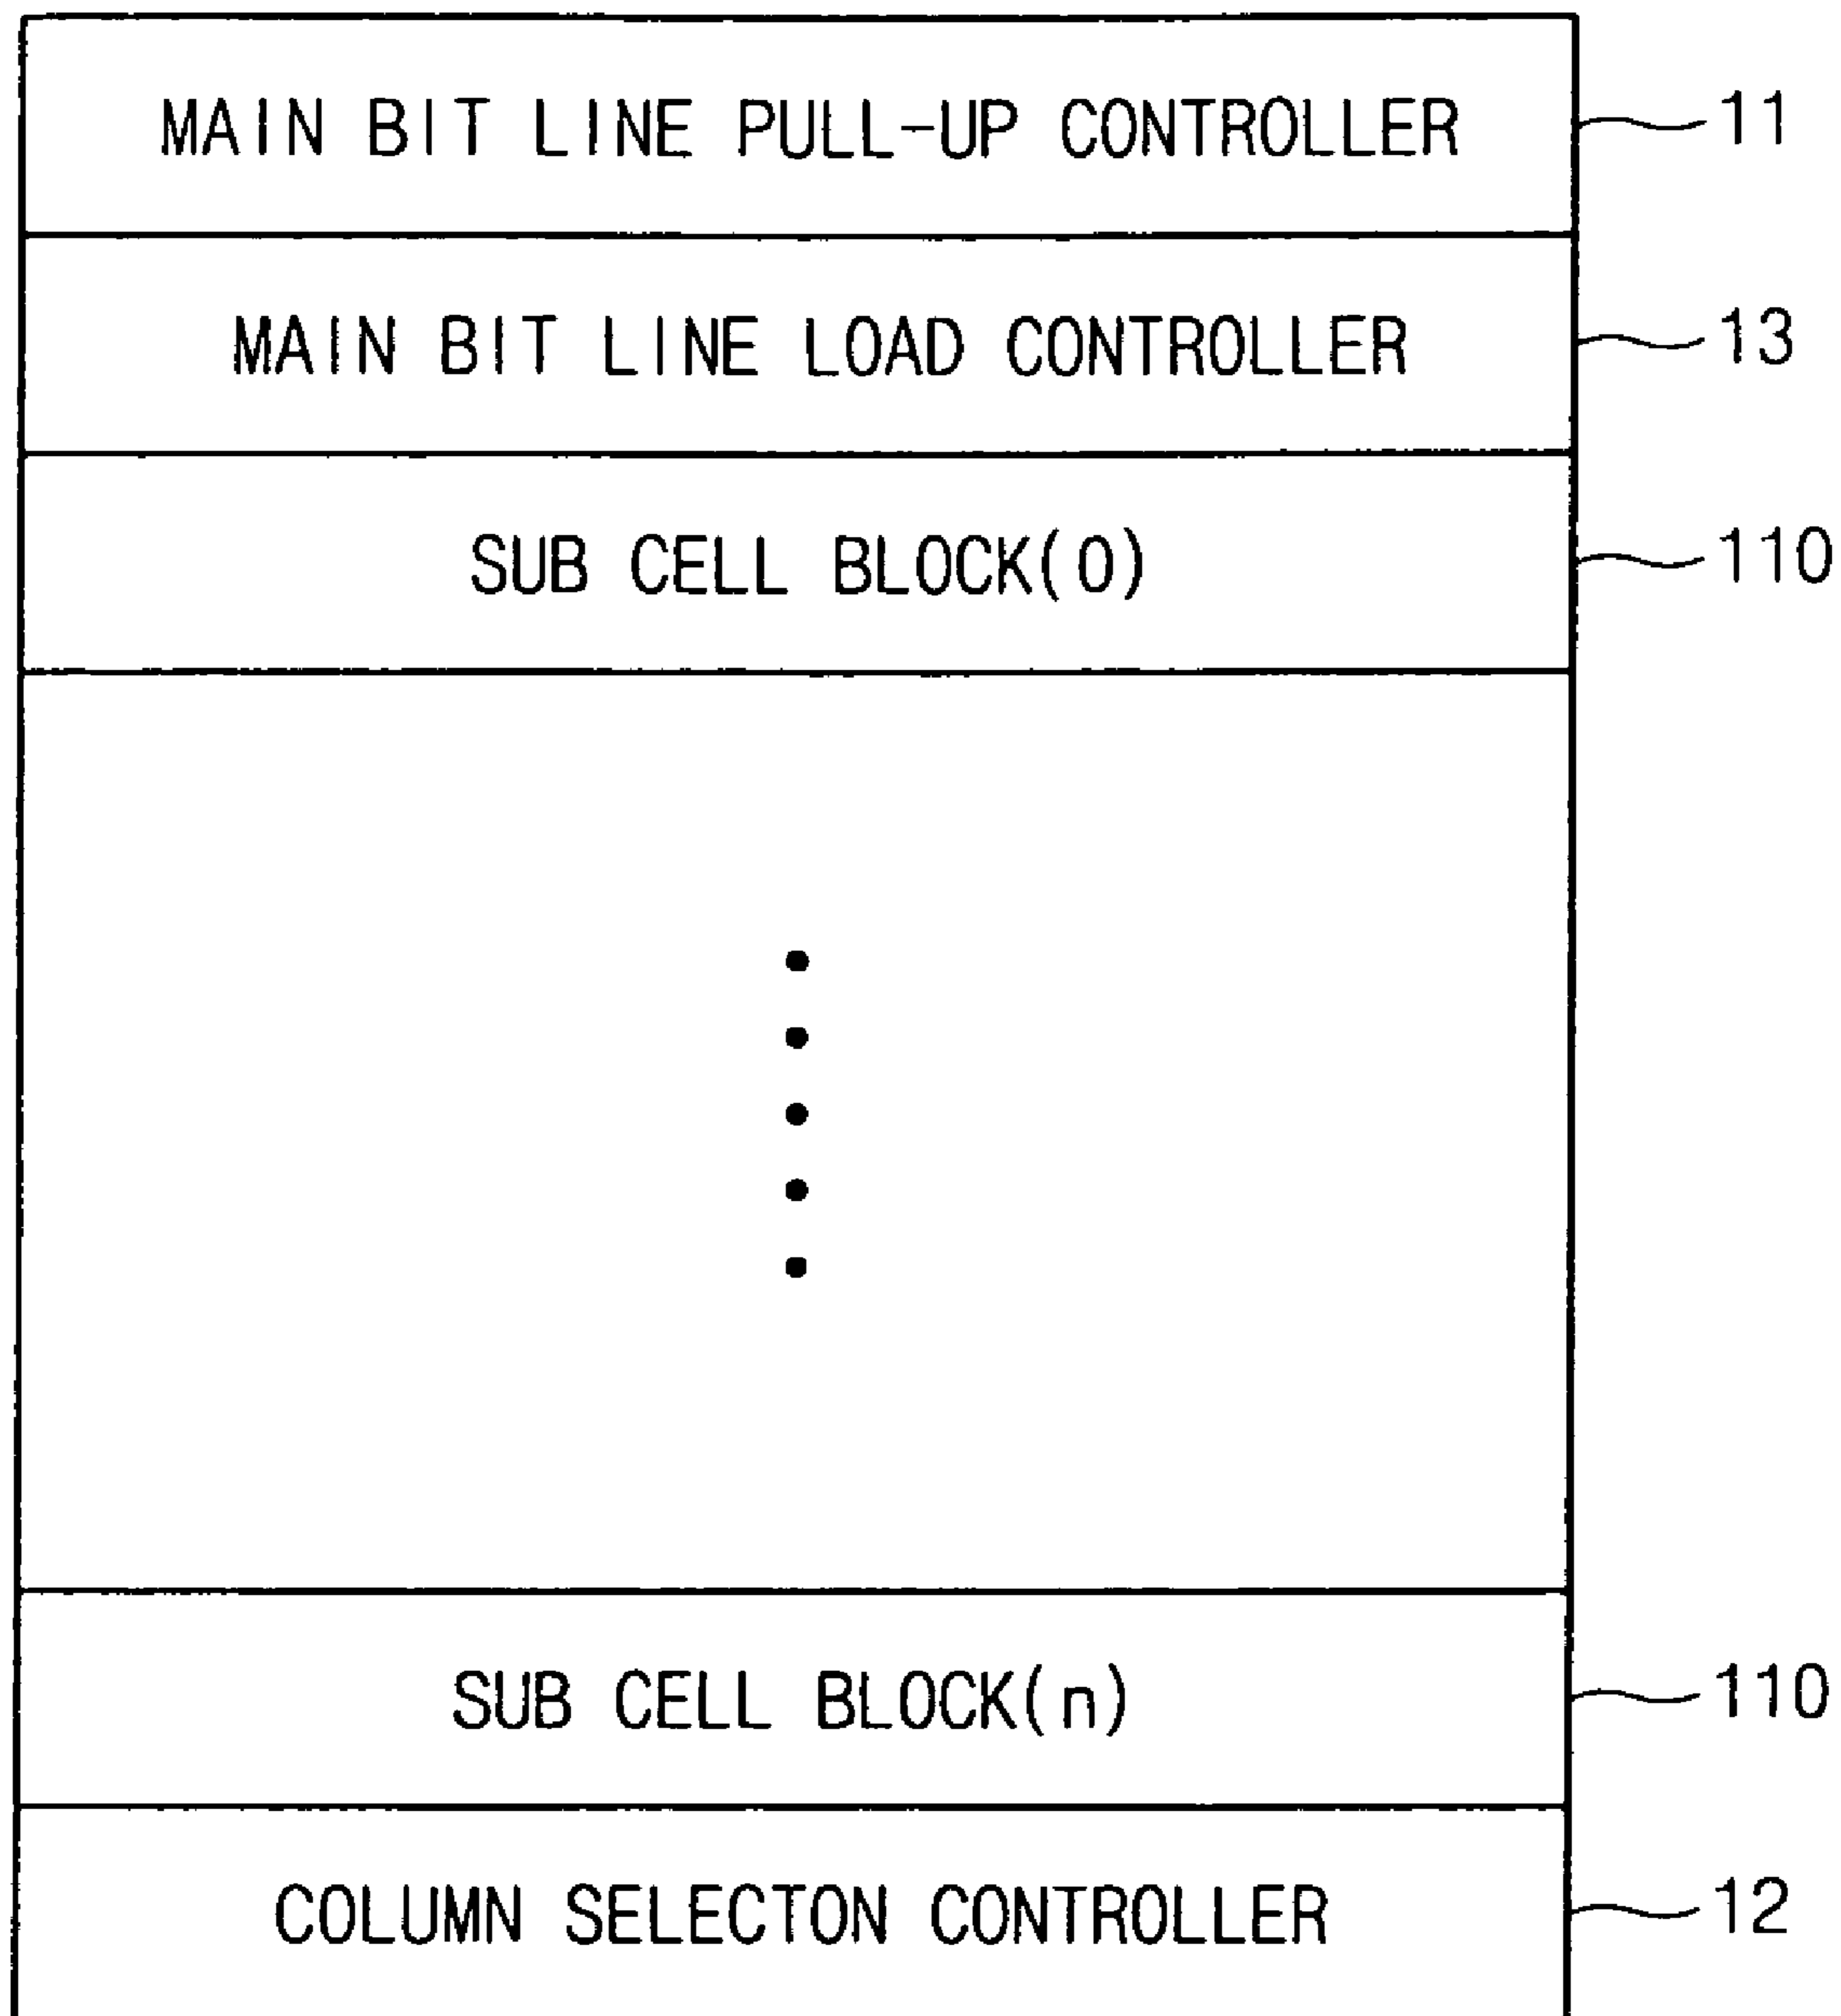 MAIN BIT LINE PULL-UP CONTROLLER 11
MAIN BIT LINE LOAD CONTROLLER 13
SUB CELL BLOCK(0) 110
SUB CELL BLOCK(n) 110
COLUMN SELECTON CONTROLLER 12